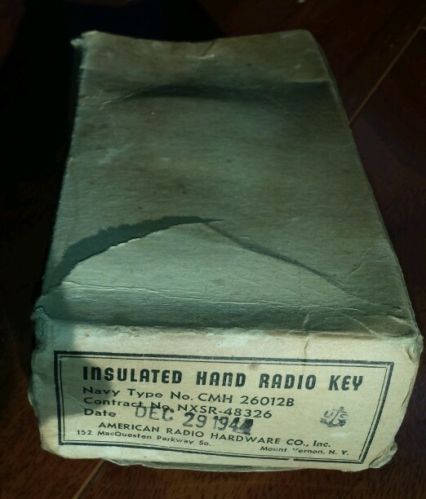 INSULATED HAND RADIO KEY
Navy Type No. CMH 26012B
Contract No. NXSR-48326
Date DEC 29 1944
U S
AMERICAN RADIO HARDWARE CO., Inc.
152 MacQuesten Parkway So. Mount Vernon, N. Y.